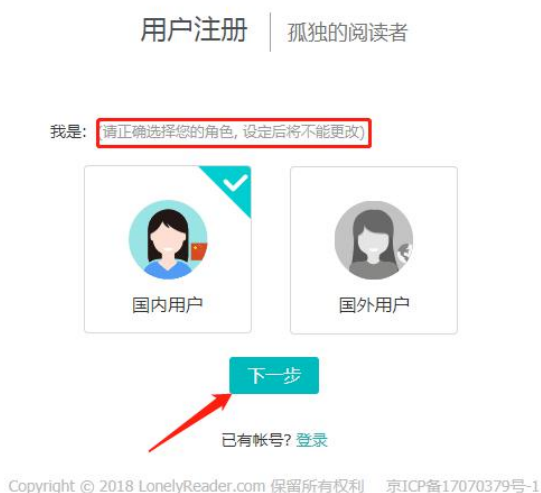 用户注册 孤独的阅读者
我是: (请正确选择您的角色, 设定后将不能更改)
国内用户 国外用户
下一步
已有帐号? 登录
Copyright © 2018 LonelyReader.com 保留所有权利 京ICP备17070379号-1